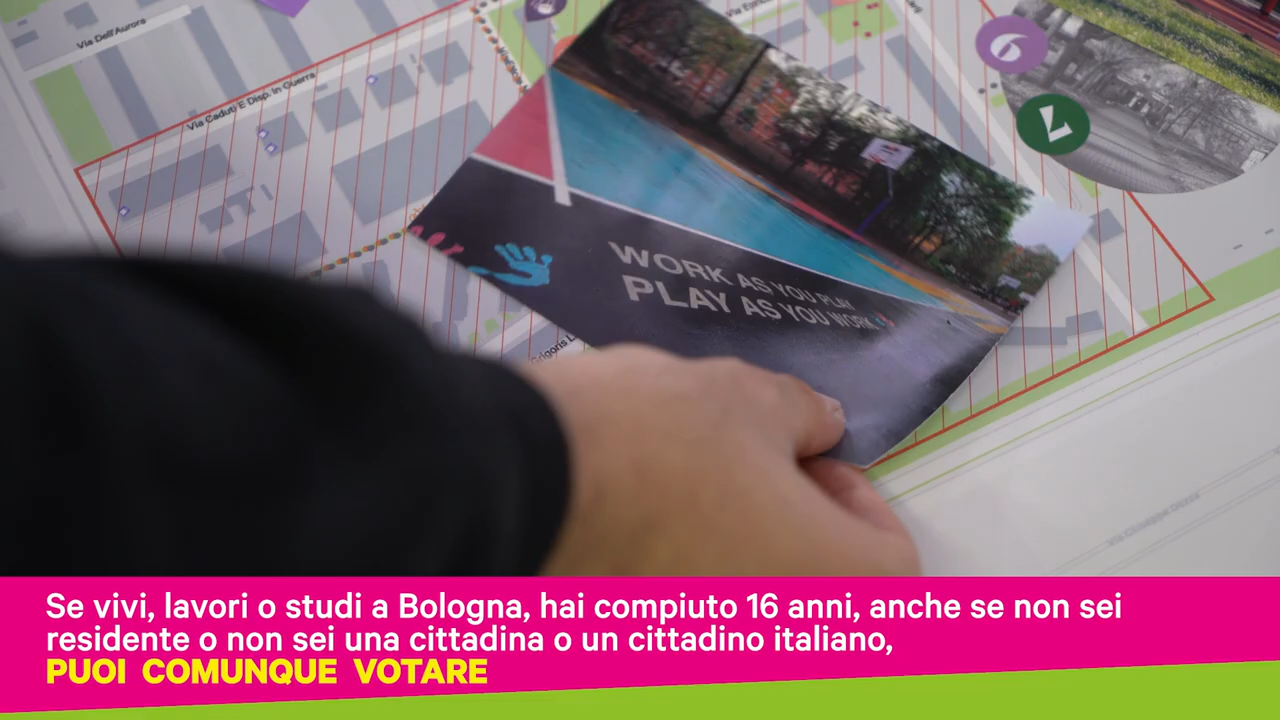 Via Dell'Aurora
Via Caduti E Disp. In Guerra
6
L
WORK AS YOU PLAY
PLAY AS YOU WORK
Grigoris L
Se vivi, lavori o studi a Bologna, hai compiuto 16 anni, anche se non sei
residente o non sei una cittadina o un cittadino italiano,
PUOI COMUNQUE VOTARE